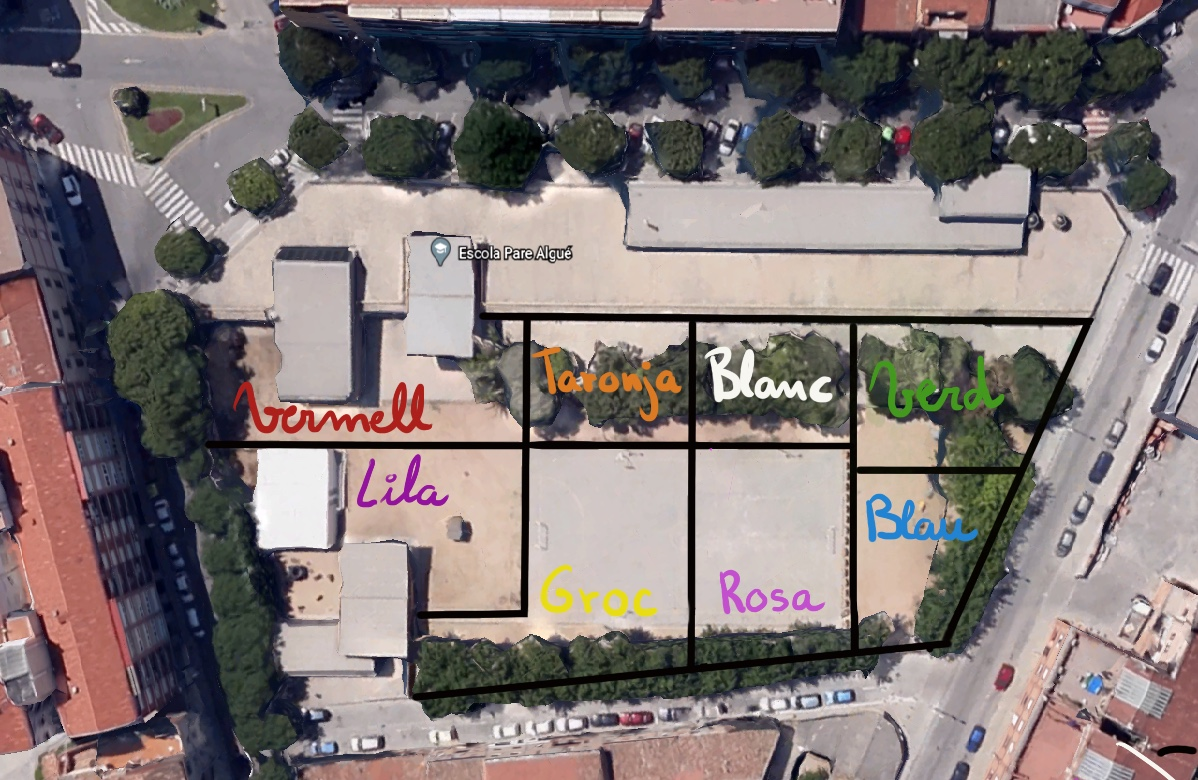 Escola Pare Algué
Taronja
Blanc
Verd
Vermell
Lila
Blau
Groc
Rosa